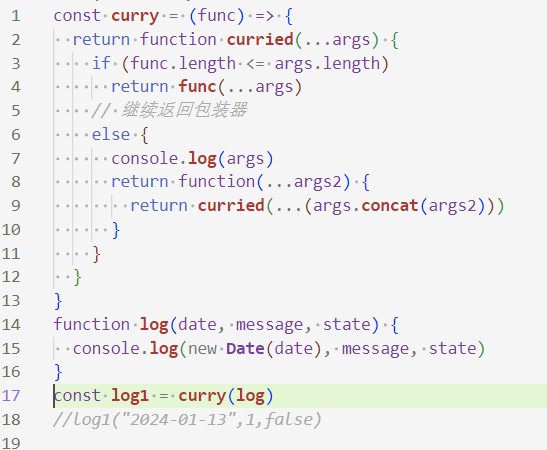 1 const curry = (func) => {
2   return function curried(...args) {
3     if (func.length <= args.length)
4       return func(...args)
5     // 继续返回包装器
6     else {
7       console.log(args)
8       return function(...args2) {
9         return curried(...(args.concat(args2)))
10       }
11     }
12   }
13 }
14 function log(date, message, state) {
15   console.log(new Date(date), message, state)
16 }
17 const log1 = curry(log)
18 //log1("2024-01-13",1,false)
19